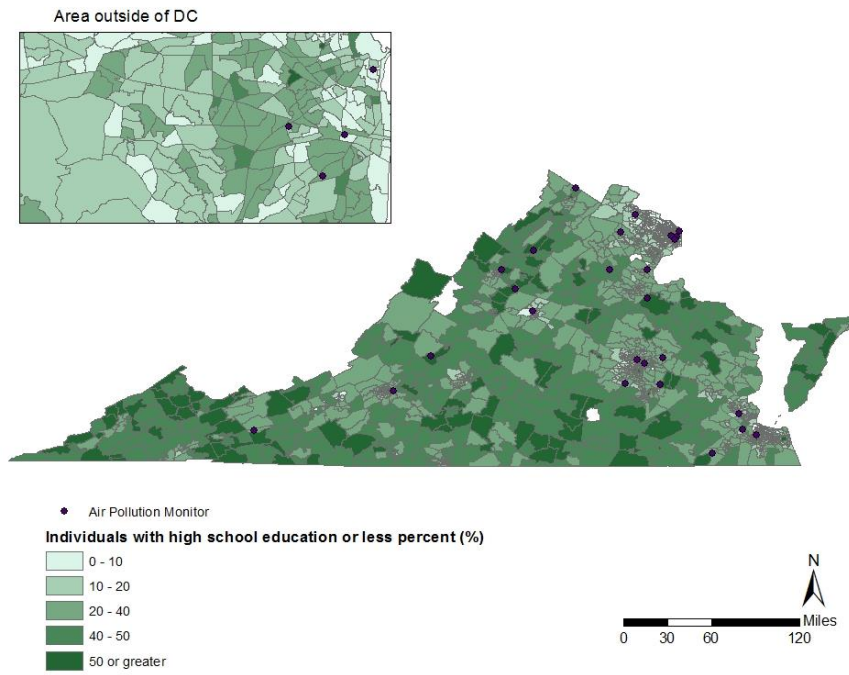 Area outside of DC
Air Pollution Monitor
Individuals with high school education or less percent (%)
0 - 10
10 - 20
20 - 40
40 - 50
50 or greater
N
Miles
0 30 60 120